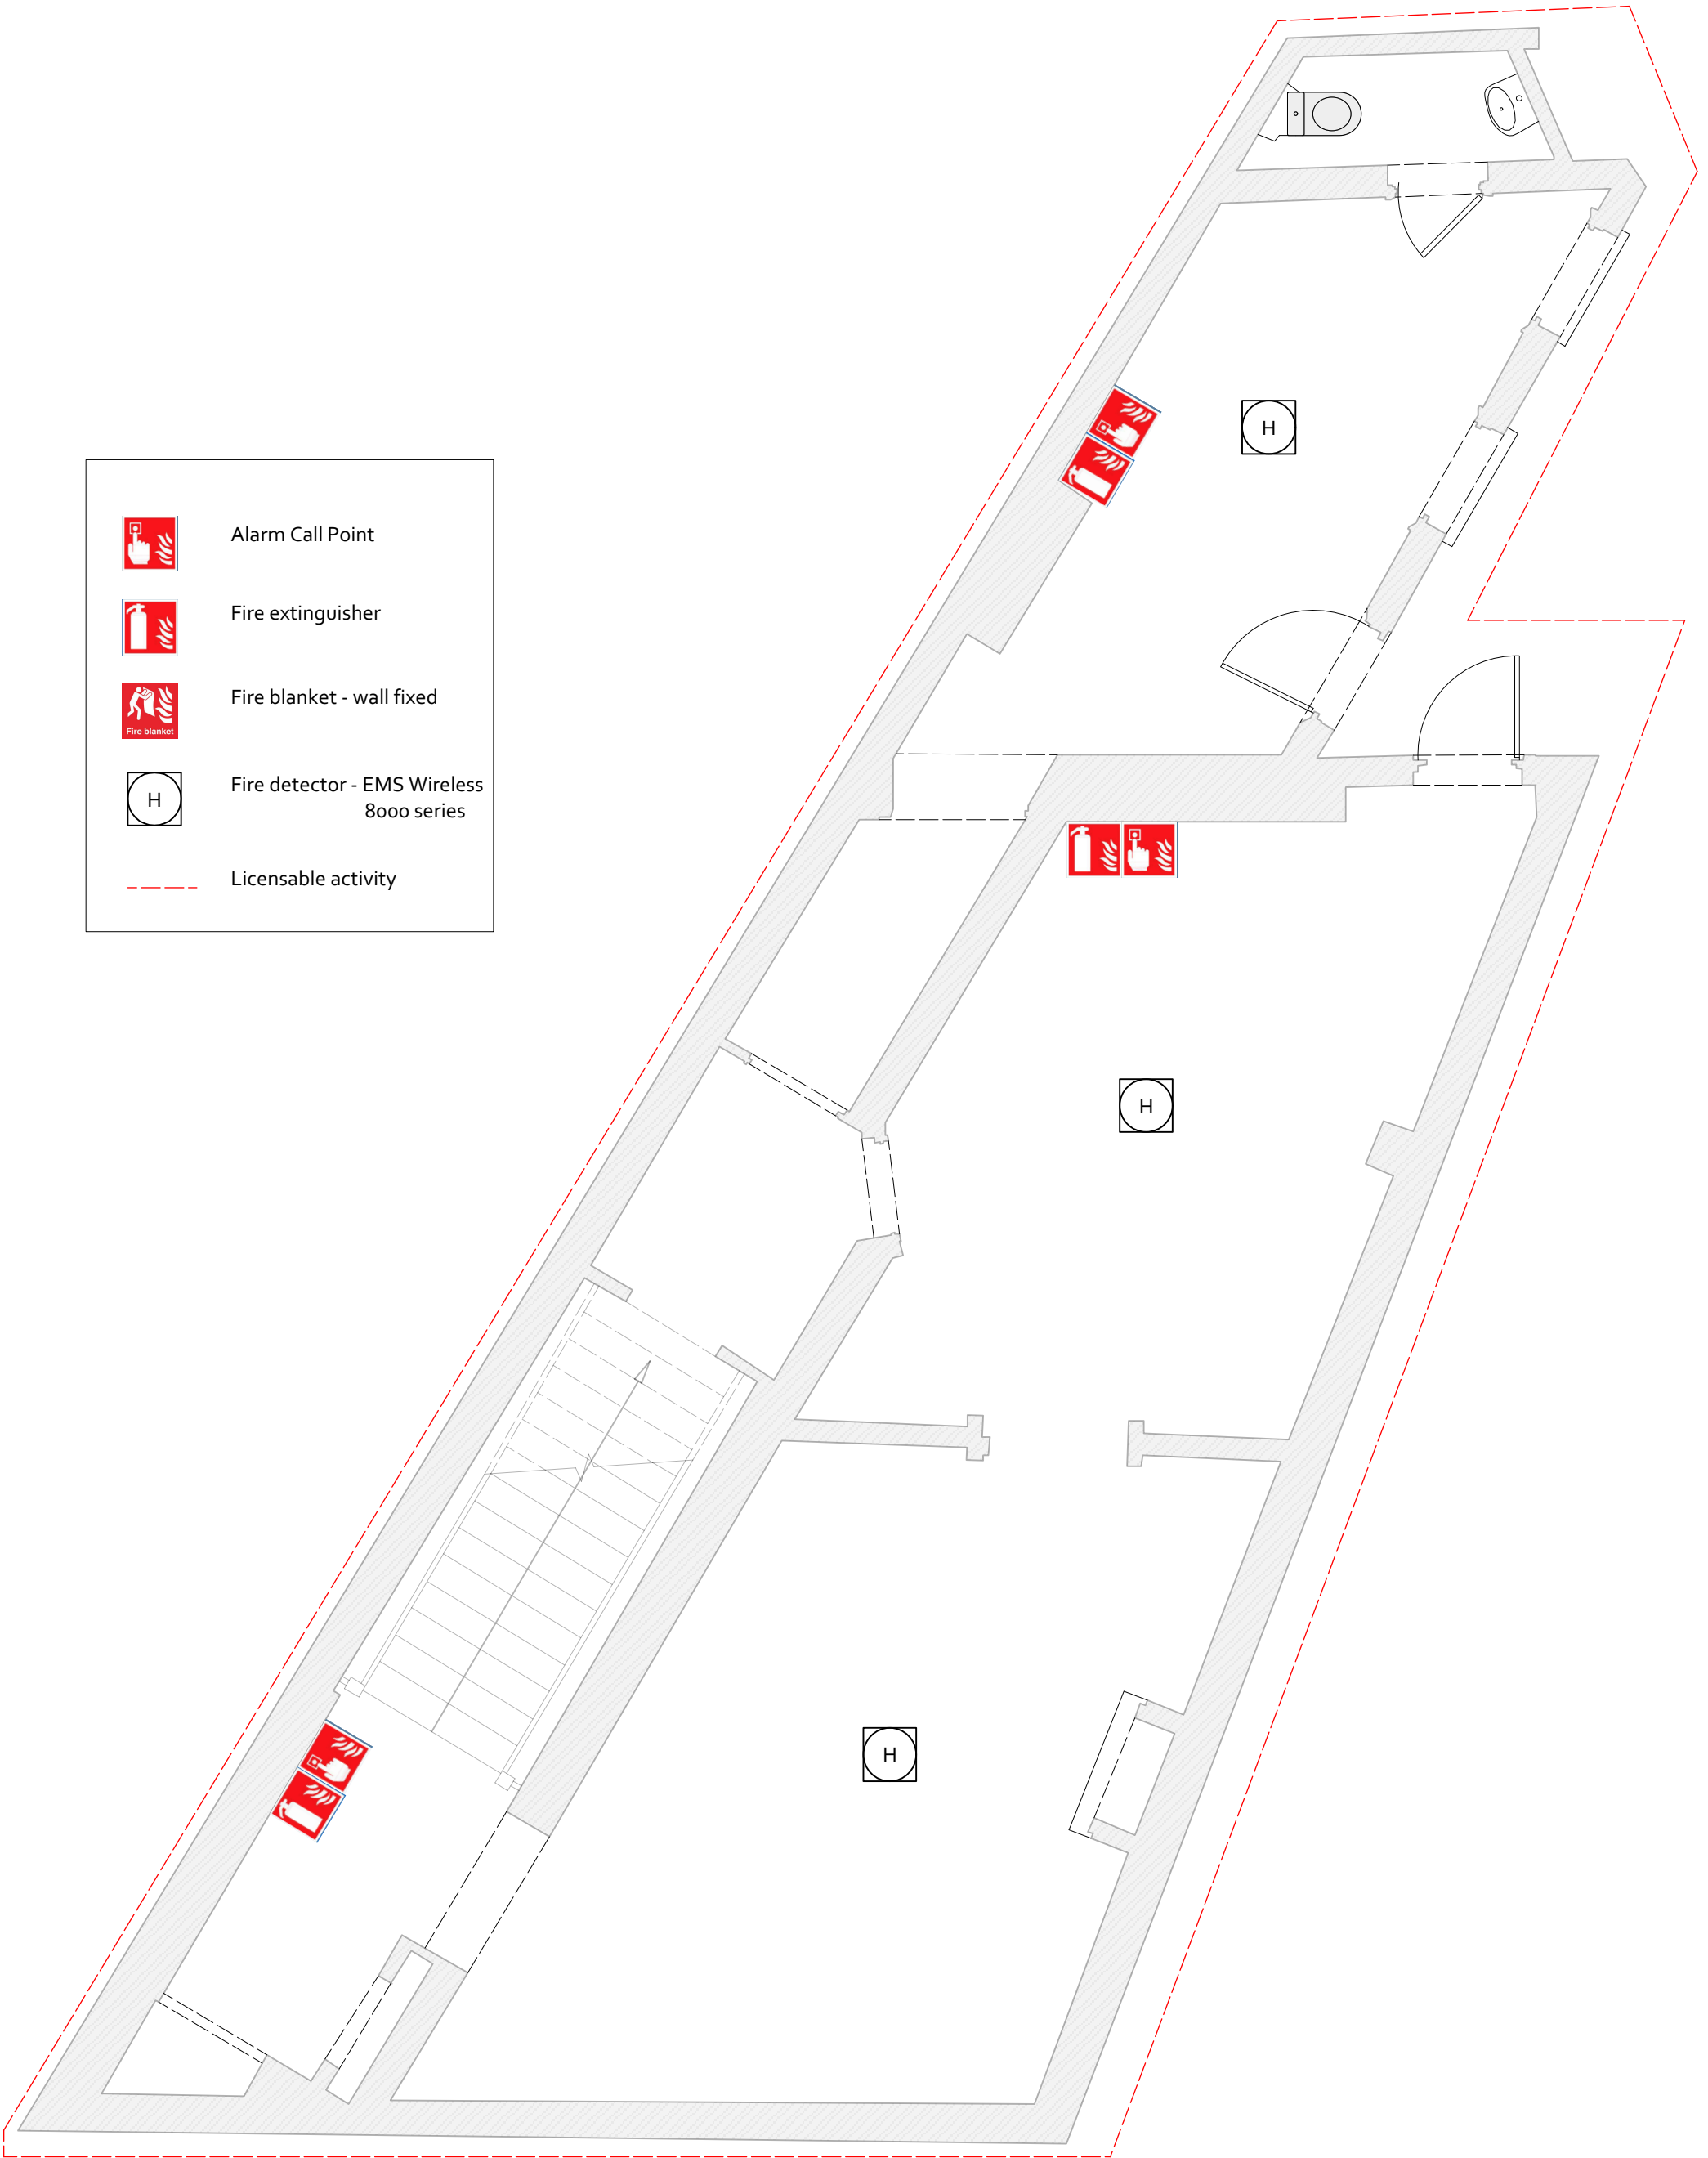 H
Alarm Call Point
Fire extinguisher
Fire blanket - wall fixed
Fire blanket
H
Fire detector - EMS Wireless
8000 series
Licensable activity
H
H